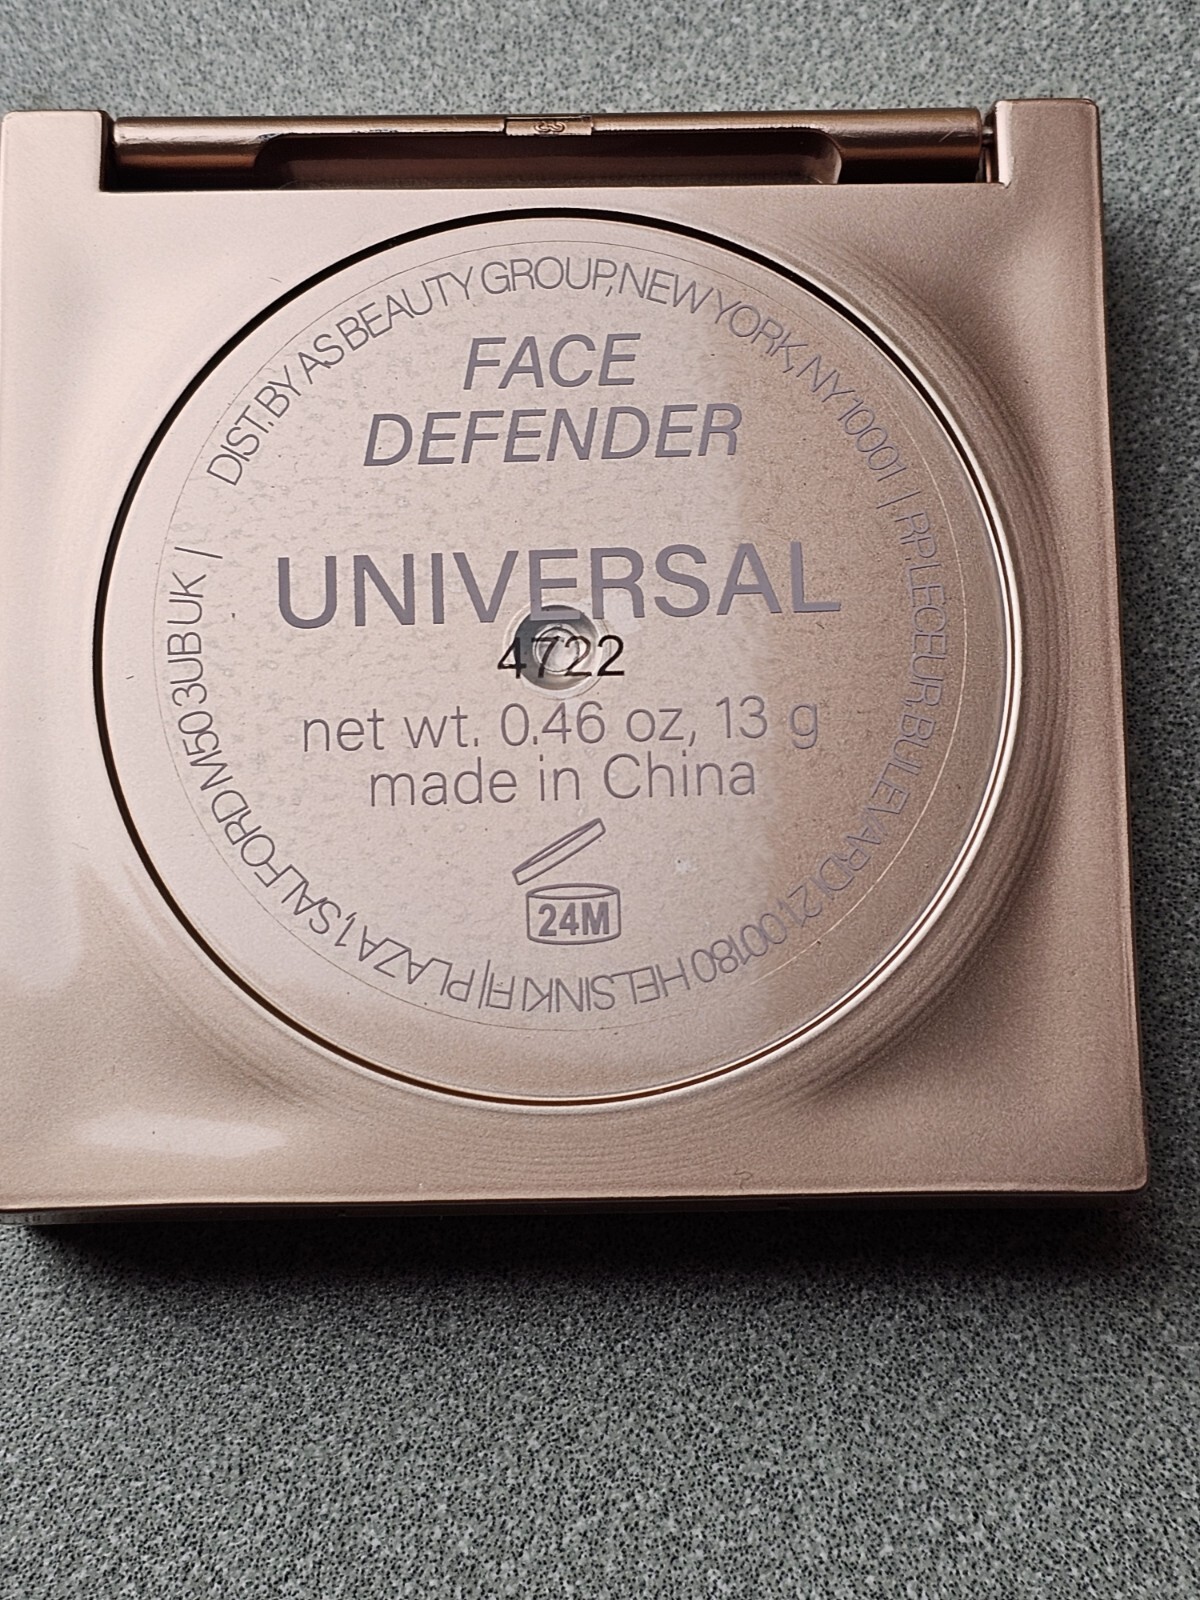 DIST.BY AS BEAUTY GROUP, NEW YORK, NY 10001 | RP, LECEUR BULEVARDI 21, 00180 HELSINKI FI | PLAZA 1, SALFORD M50 3UB UK |
FACE
DEFENDER
UNIVERSAL
4722
net wt. 0.46 oz, 13 g
made in China
24M